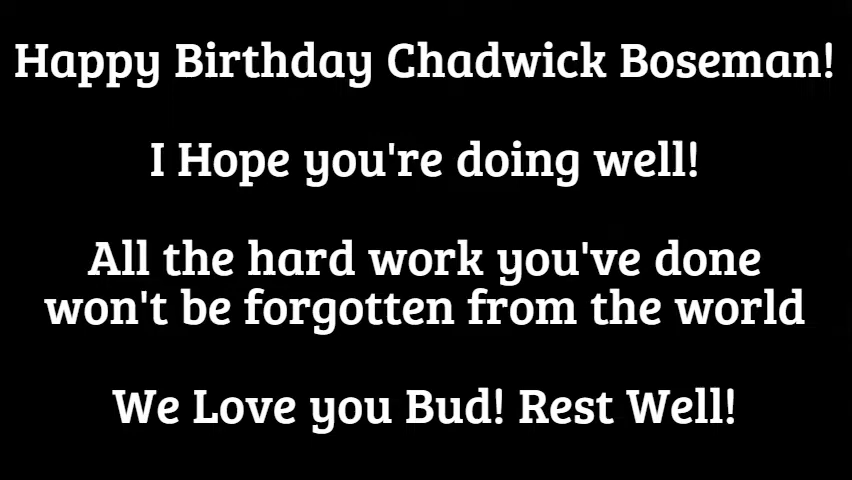 Happy Birthday Chadwick Boseman!
I Hope you're doing well!
All the hard work you've done
won't be forgotten from the world
We Love you Bud! Rest Well!